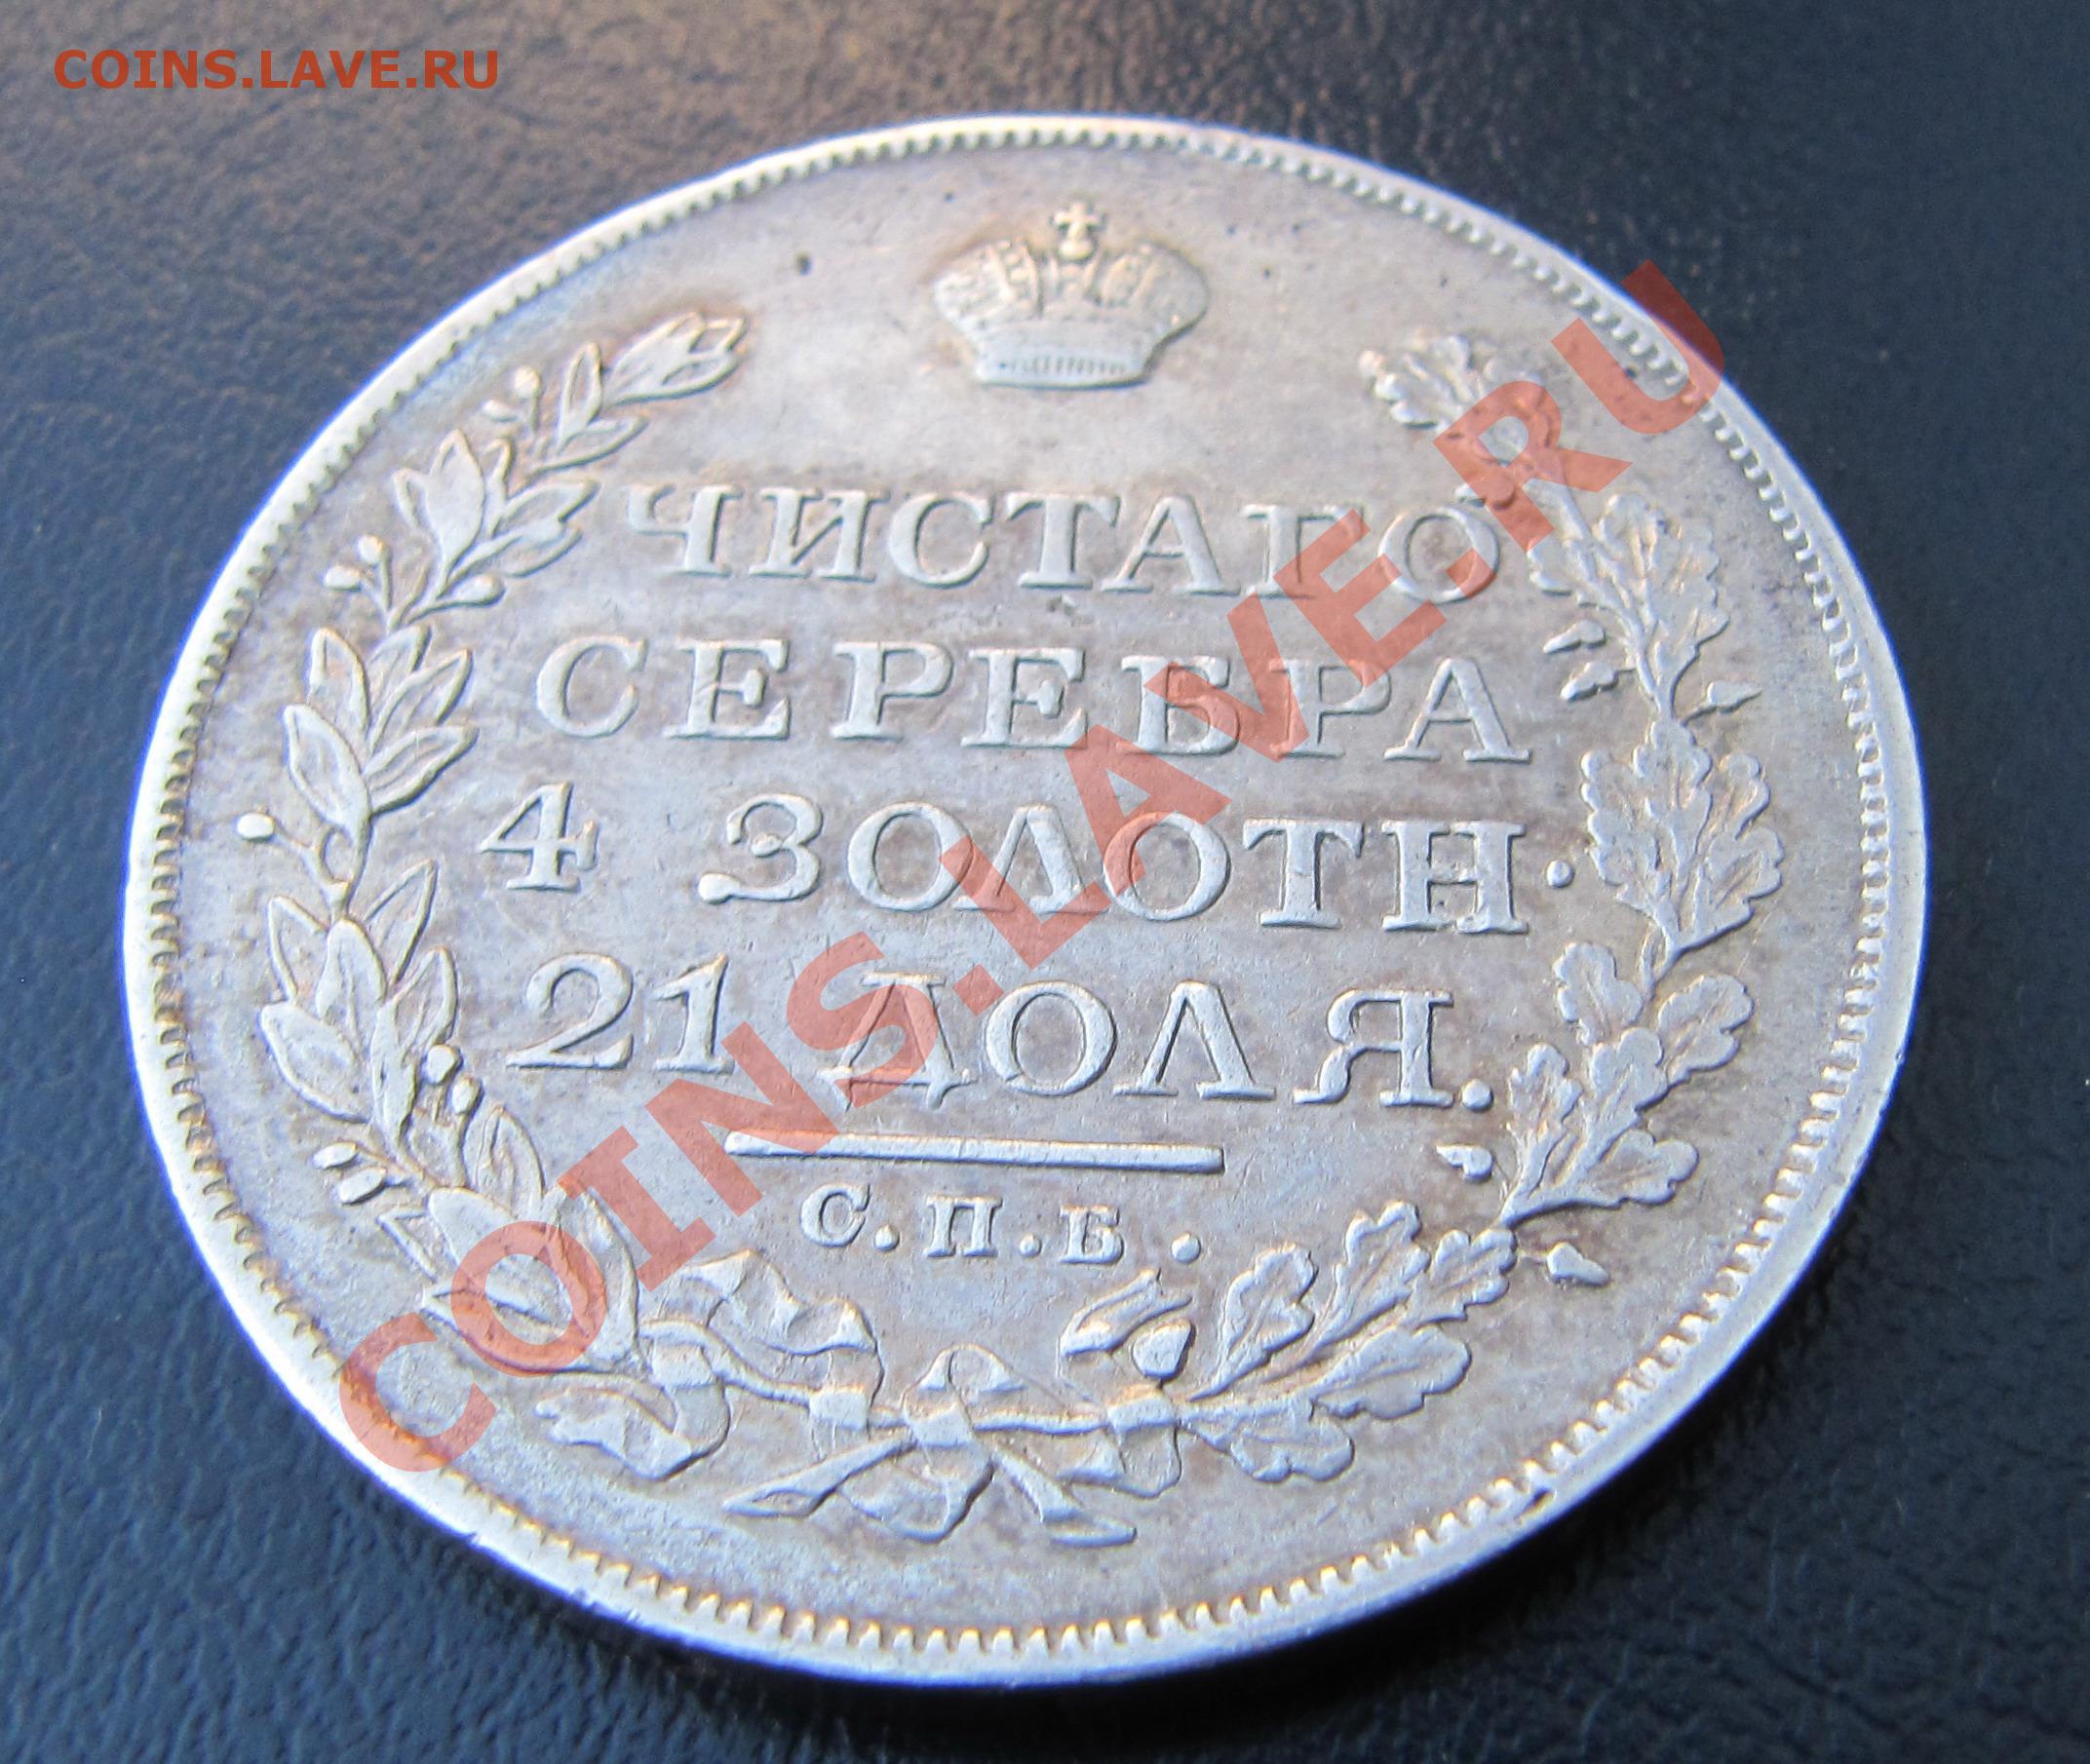 COINS.LAVE.RU
ЧИСТАГО
СЕРЕБРА
4 ЗОЛОТН.
21 ДОЛЯ.
С.П.Б.
COINS.LAVE.RU